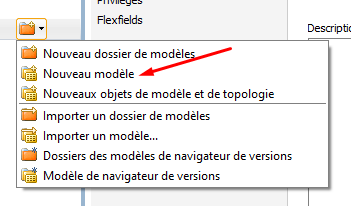 Privileges
Flexfields
Descriptio
Nouveau dossier de modèles
Nouveau modèle
Nouveaux objets de modèle et de topologie
Importer un dossier de modèles
Importer un modèle...
Dossiers des modèles de navigateur de versions
Modèle de navigateur de versions